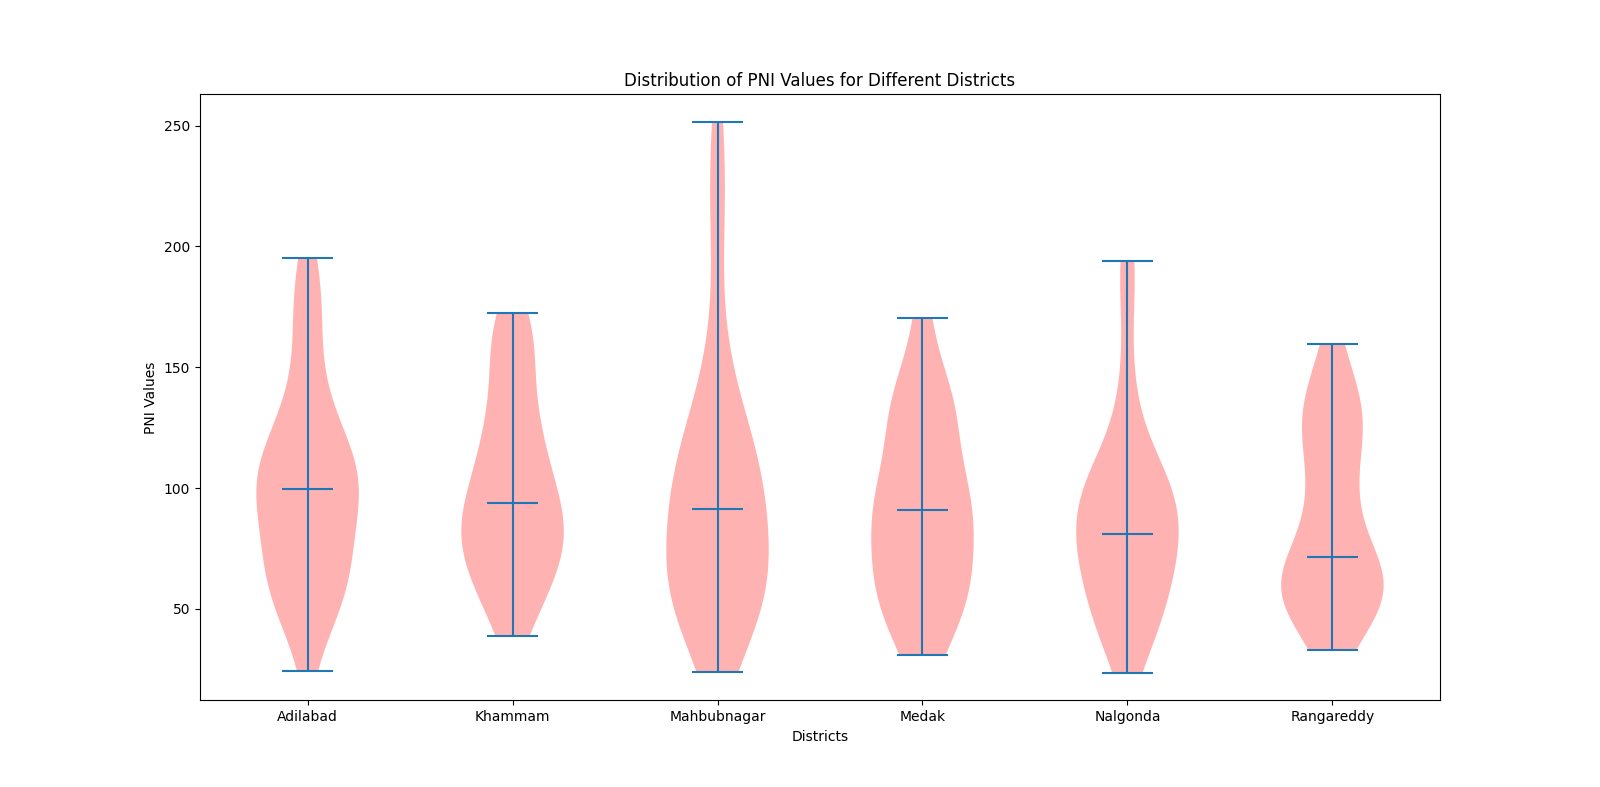 Distribution of PNI Values for Different Districts
PNI Values
250
200
150
100
50
Adilabad
Khammam
Mahbubnagar
Medak
Nalgonda
Rangareddy
Districts